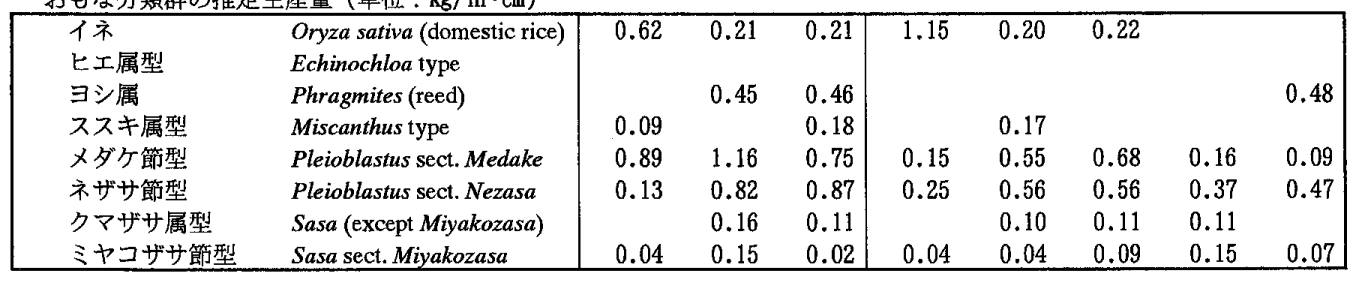 おもな分類群の推定生産量 (単位：kg/㎡·cm)
イネ Oryza sativa (domestic rice) 0.62 0.21 0.21 1.15 0.20 0.22
ヒエ属型 Echinochloa type
ヨシ属 Phragmites (reed) 0.45 0.46 0.48
ススキ属型 Miscanthus type 0.09 0.18 0.17
メダケ節型 Pleioblastus sect. Medake 0.89 1.16 0.75 0.15 0.55 0.68 0.16 0.09
ネザサ節型 Pleioblastus sect. Nezasa 0.13 0.82 0.87 0.25 0.56 0.56 0.37 0.47
クマザサ属型 Sasa (except Miyakozasa) 0.16 0.11 0.10 0.11 0.11
ミヤコザサ節型 Sasa sect. Miyakozasa 0.04 0.15 0.02 0.04 0.04 0.09 0.15 0.07